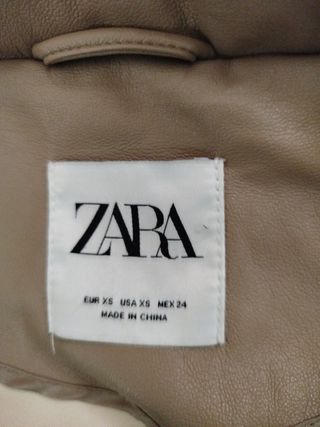 ZARA
EUR XS USA XS MEX 24
MADE IN CHINA